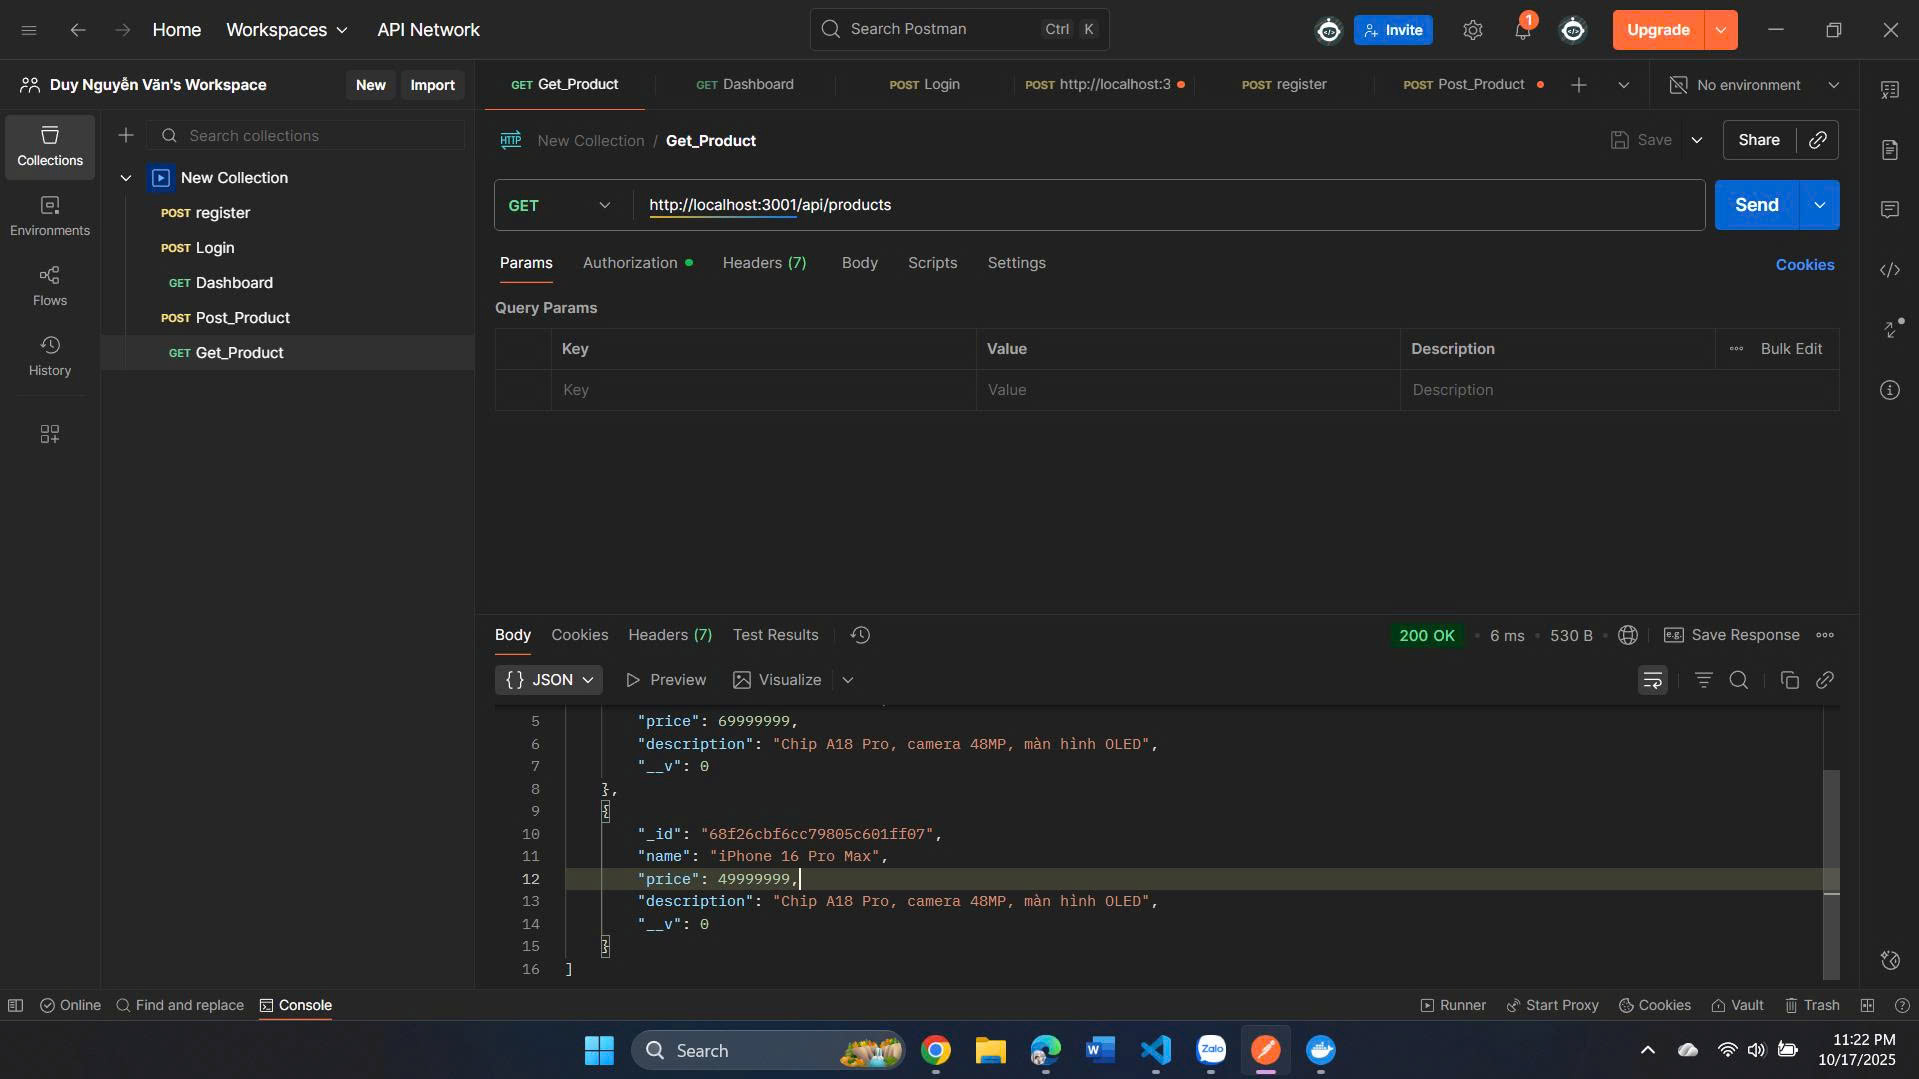 Home
Workspaces
API Network
Search Postman
Ctrl
K
Invite
1
Upgrade
Duy Nguyễn Văn's Workspace
New
Import
GET Get_Product
GET Dashboard
POST Login
POST http://localhost:3
POST register
POST Post_Product
No environment
Collections
Environments
Flows
History
Search collections
New Collection
POST register
POST Login
GET Dashboard
POST Post_Product
GET Get_Product
HTTP
New Collection / Get_Product
Save
Share
GET
http://localhost:3001/api/products
Send
Params
Authorization
Headers (7)
Body
Scripts
Settings
Cookies
Query Params
Key
Value
Description
Bulk Edit
Key
Value
Description
Body
Cookies
Headers (7)
Test Results
200 OK
6 ms
530 B
e.g.
Save Response
{} JSON
Preview
Visualize
5 "price": 69999999,
6 "description": "Chip A18 Pro, camera 48MP, màn hình OLED",
7 "__v": 0
8 },
9 {
10 "_id": "68f26cbf6cc79805c601ff07",
11 "name": "iPhone 16 Pro Max",
12 "price": 49999999,
13 "description": "Chip A18 Pro, camera 48MP, màn hình OLED",
14 "__v": 0
15 }
16 ]
Online
Find and replace
Console
Runner
Start Proxy
Cookies
Vault
Trash
Search
W
Zalo
11:22 PM
10/17/2025